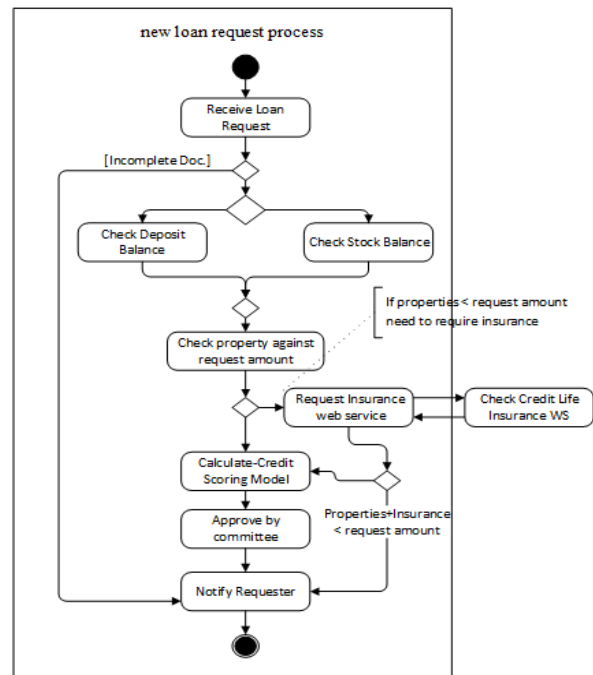 new loan request process
Receive Loan
Request
[Incomplete Doc.]
Check Deposit
Balance
Check Stock Balance
If properties < request amount
need to require insurance
Check property against
request amount
Request Insurance
web service
Check Credit Life
Insurance WS
Calculate-Credit
Scoring Model
Properties+Insurance
< request amount
Approve by
committee
Notify Requester